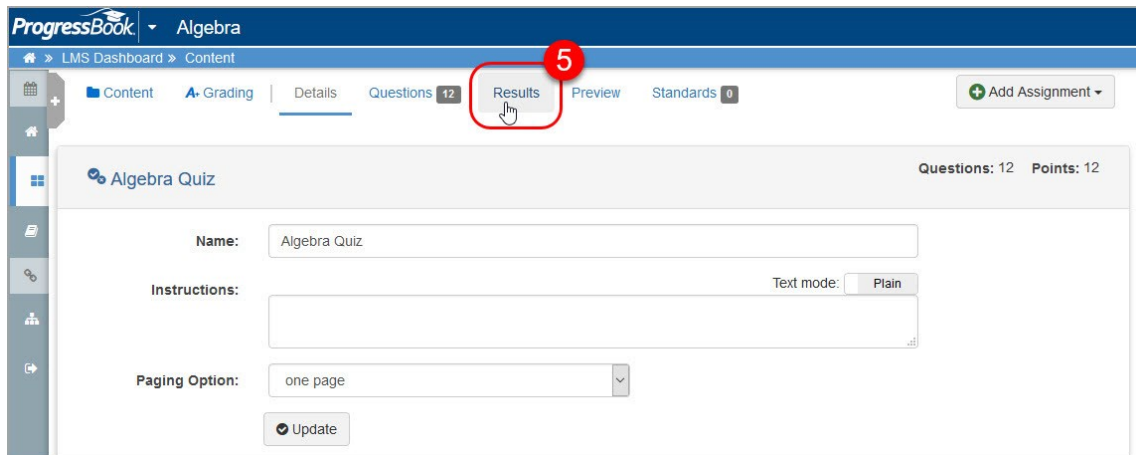 ProgressBook Algebra
» LMS Dashboard » Content
5
Content A+ Grading | Details Questions 12 Results Preview Standards 0 Add Assignment
Algebra Quiz Questions: 12 Points: 12
Name: Algebra Quiz
Text mode: Plain
Instructions:
Paging Option: one page
Update